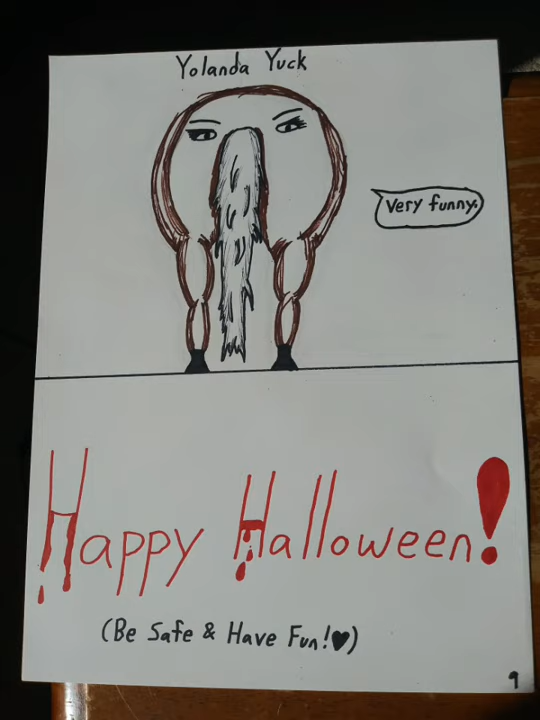 Yolanda Yuck
Very funny.
Happy Halloween!
(Be Safe & Have Fun!♥)
9